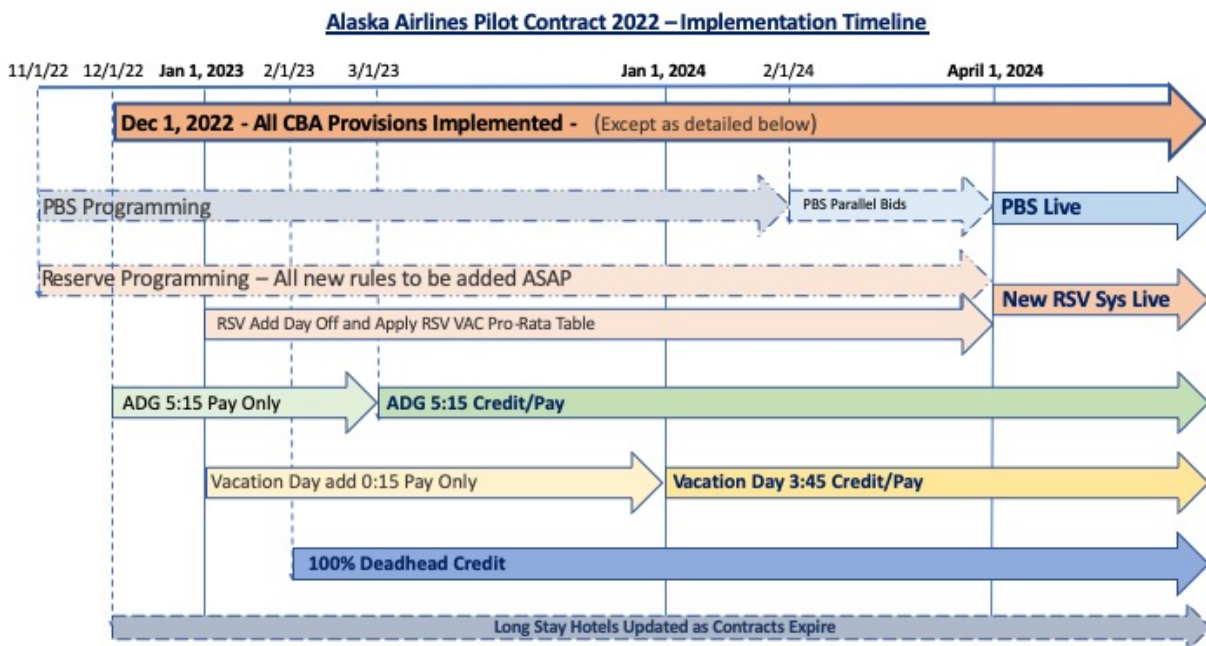 Alaska Airlines Pilot Contract 2022 – Implementation Timeline
11/1/22 12/1/22 Jan 1, 2023 2/1/23 3/1/23 Jan 1, 2024 2/1/24 April 1, 2024
Dec 1, 2022 - All CBA Provisions Implemented - (Except as detailed below)
PBS Programming PBS Parallel Bids PBS Live
Reserve Programming – All new rules to be added ASAP
New RSV Sys Live
RSV Add Day Off and Apply RSV VAC Pro-Rata Table
ADG 5:15 Pay Only ADG 5:15 Credit/Pay
Vacation Day add 0:15 Pay Only Vacation Day 3:45 Credit/Pay
100% Deadhead Credit
Long Stay Hotels Updated as Contracts Expire